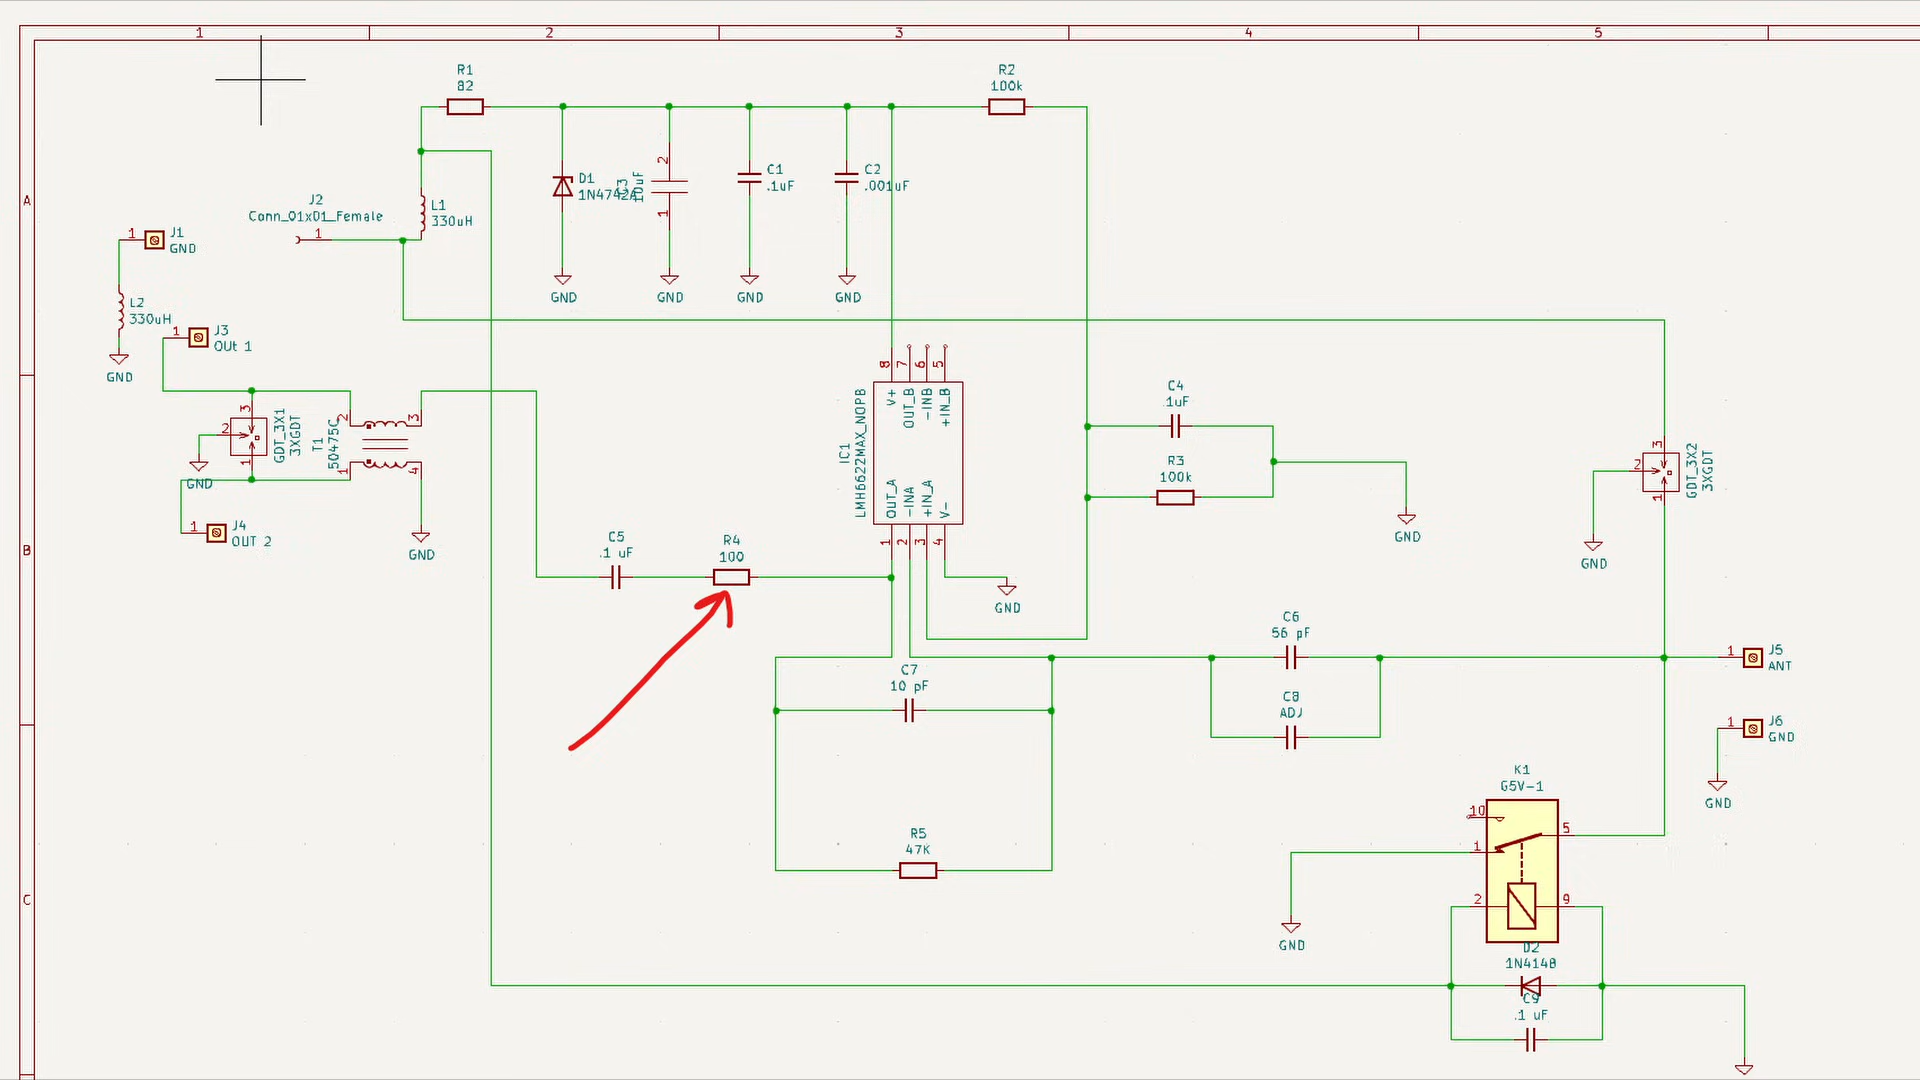 1 2 3 4 5
A
B
C
R1
82
R2
100k
D1
1N4742A
C3
10uF
2
1
C1
.1uF
C2
.001uF
GND
GND
GND
GND
J2
Conn_01x01_Female
1
L1
330uH
1
J1
GND
L2
330uH
GND
1
J3
OUt 1
3
2
1
GDT_3X1
3XGDT
GND
T1
50475C
2
3
1
4
GND
1
J4
OUT 2
C5
.1 uF
R4
100
IC1
LMH6622MAX_NOPB
8
7
6
5
V+
OUT_B
-INB
+IN_B
OUT_A
-INA
+IN_A
V-
1
2
3
4
GND
C4
1uF
R3
100k
GND
3
2
1
GDT_3X2
3XGDT
GND
C6
56 pF
C8
ADJ
1
J5
ANT
1
J6
GND
GND
C7
10 pF
R5
47K
K1
G5V-1
10
5
1
2
9
GND
D2
1N4148
C9
.1 uF